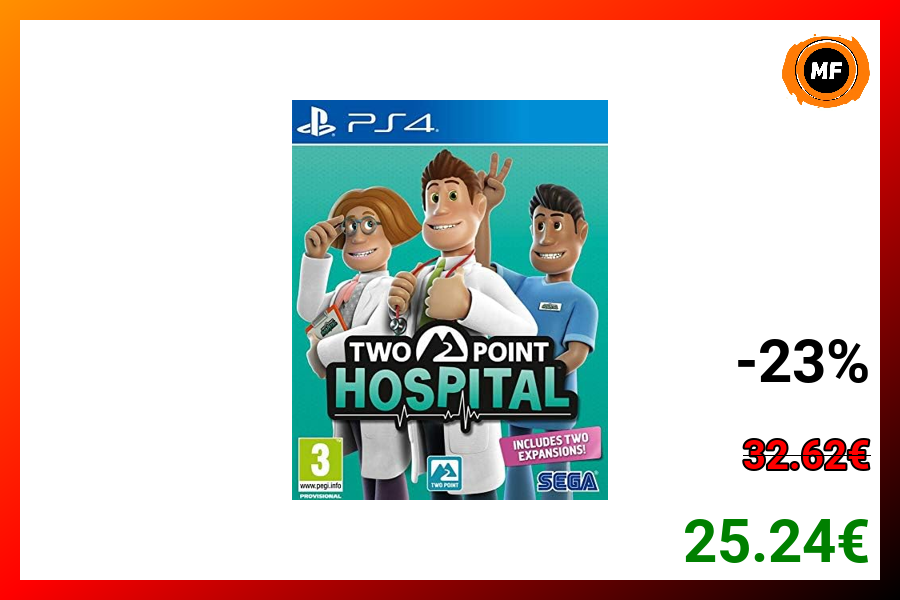 MF
PS4
TWO POINT
HOSPITAL
INCLUDES TWO
EXPANSIONS!
3
www.pegi.info
PROVISIONAL
TWO POINT
SEGA
-23%
32.62€
25.24€